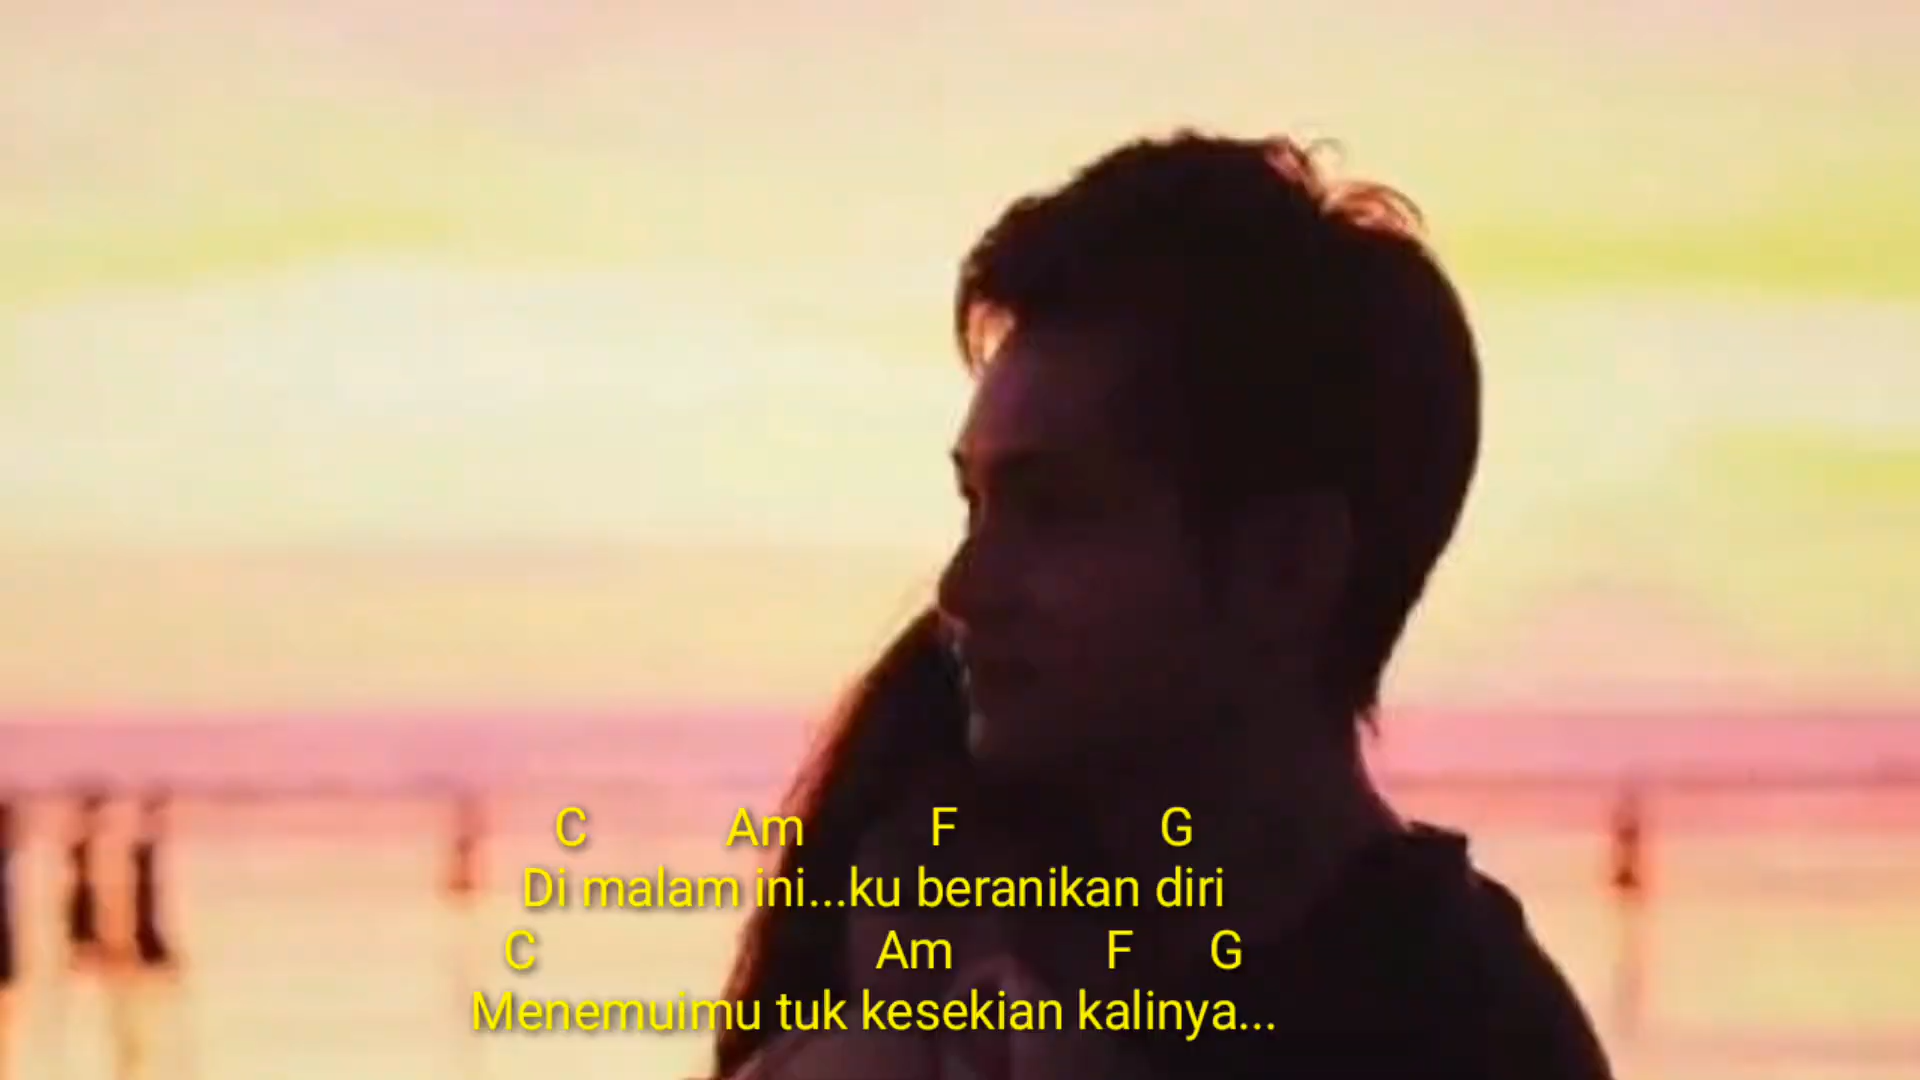 C Am F G
Di malam ini...ku beranikan diri
C Am F G
Menemuimu tuk kesekian kalinya...